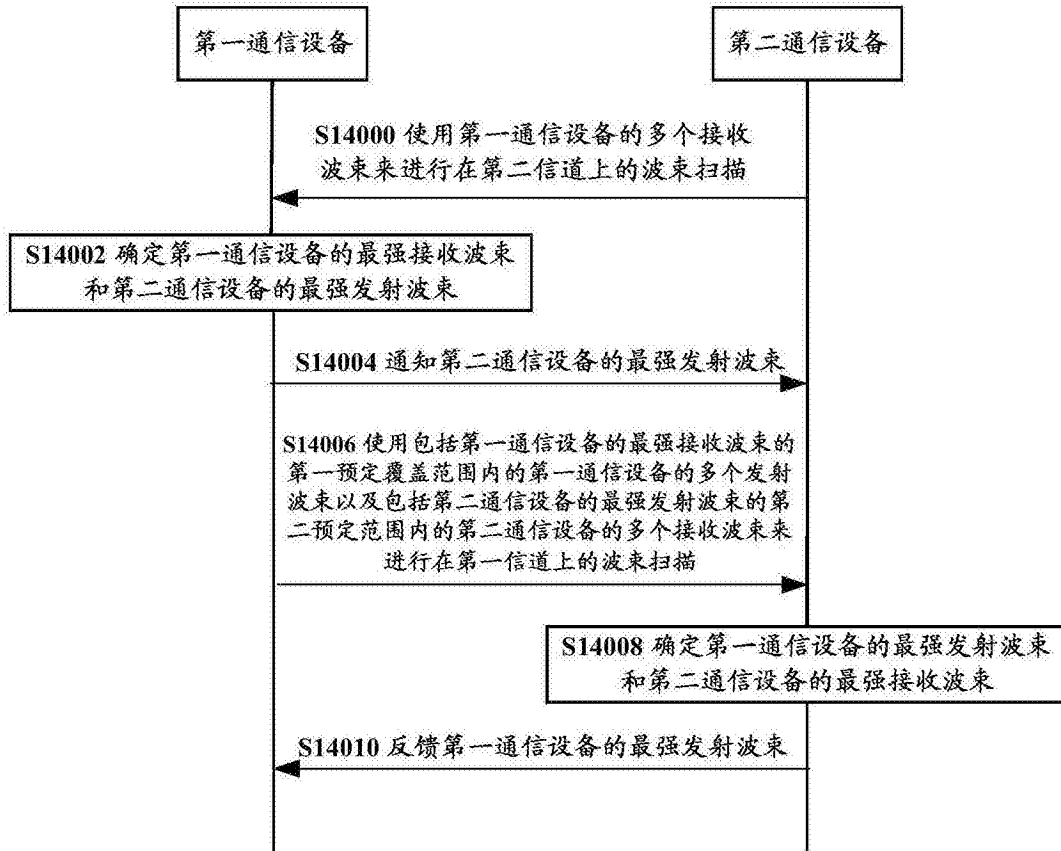 第一通信设备
第二通信设备
S14000 使用第一通信设备的多个接收
波束来进行在第二信道上的波束扫描
S14002 确定第一通信设备的最强接收波束
和第二通信设备的最强发射波束
S14004 通知第二通信设备的最强发射波束
S14006 使用包括第一通信设备的最强接收波束的
第一预定覆盖范围内的第一通信设备的多个发射
波束以及包括第二通信设备的最强发射波束的第
二预定范围内的第二通信设备的多个接收波束来
进行在第一信道上的波束扫描
S14008 确定第一通信设备的最强发射波束
和第二通信设备的最强接收波束
S14010 反馈第一通信设备的最强发射波束